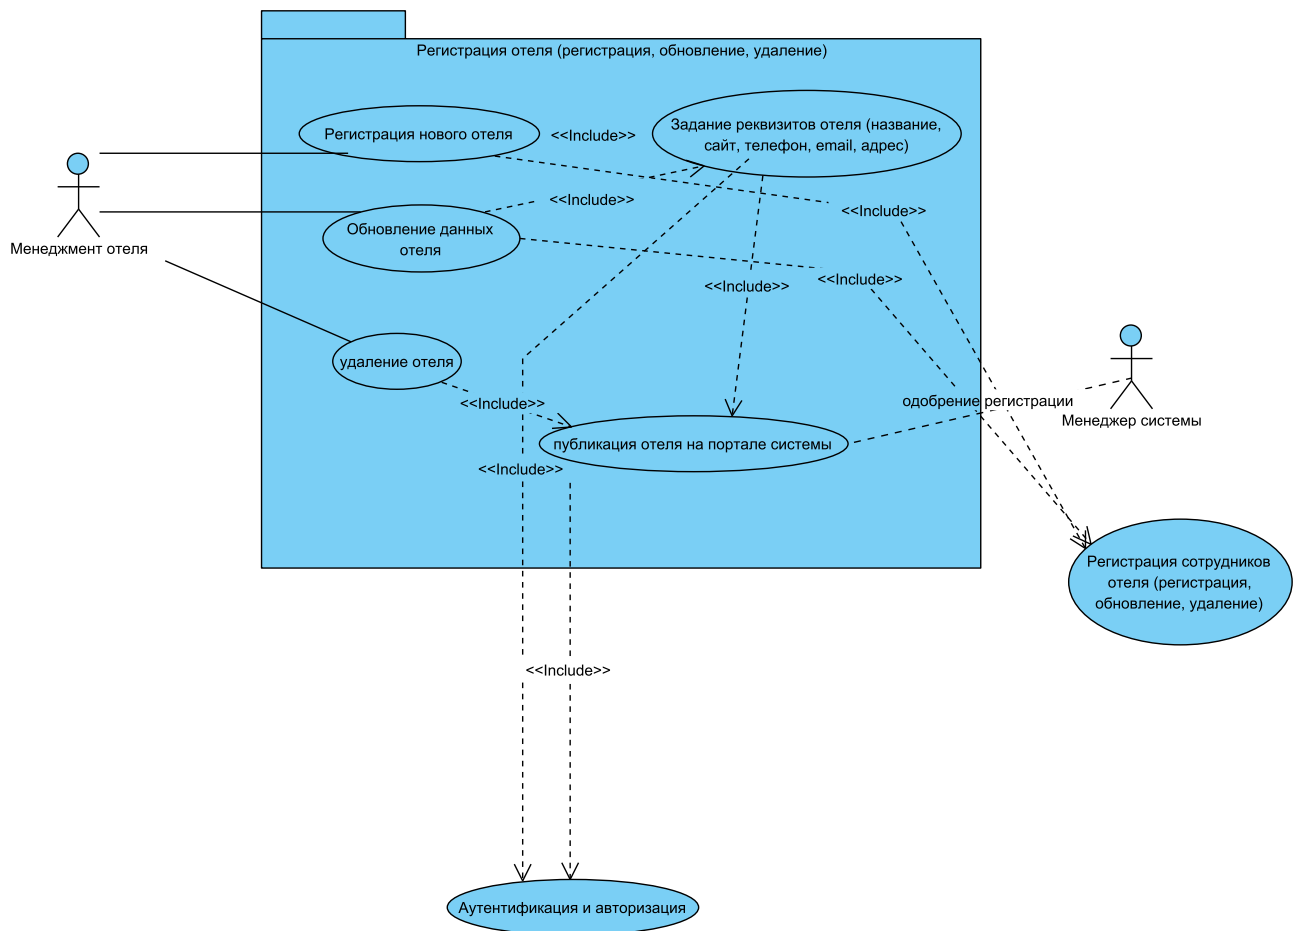 Регистрация отеля (регистрация, обновление, удаление)
Регистрация нового отеля
<<Include>>
Задание реквизитов отеля (название,
сайт, телефон, email, адрес)
<<Include>>
<<Include>>
Обновление данных
отеля
Менеджмент отеля
<<Include>>
<<Include>>
удаление отеля
<<Include>>
одобрение регистрации
Менеджер системы
публикация отеля на портале системы
<<Include>>
Регистрация сотрудников
отеля (регистрация,
обновление, удаление)
<<Include>>
Аутентификация и авторизация